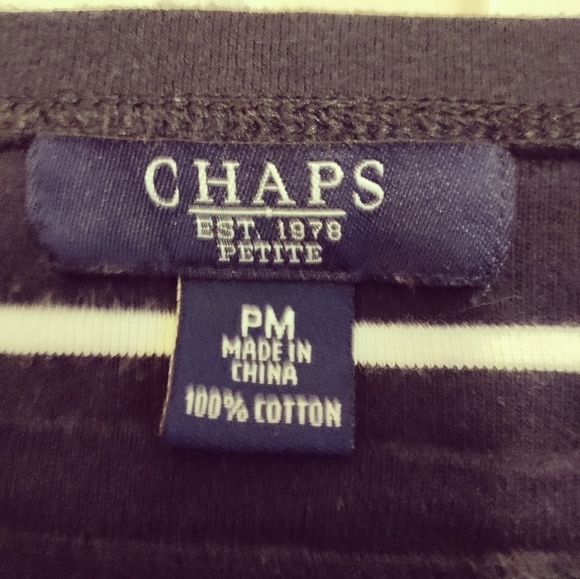 CHAPS
EST. 1978
PETITE
PM
MADE IN
CHINA
100% COTTON